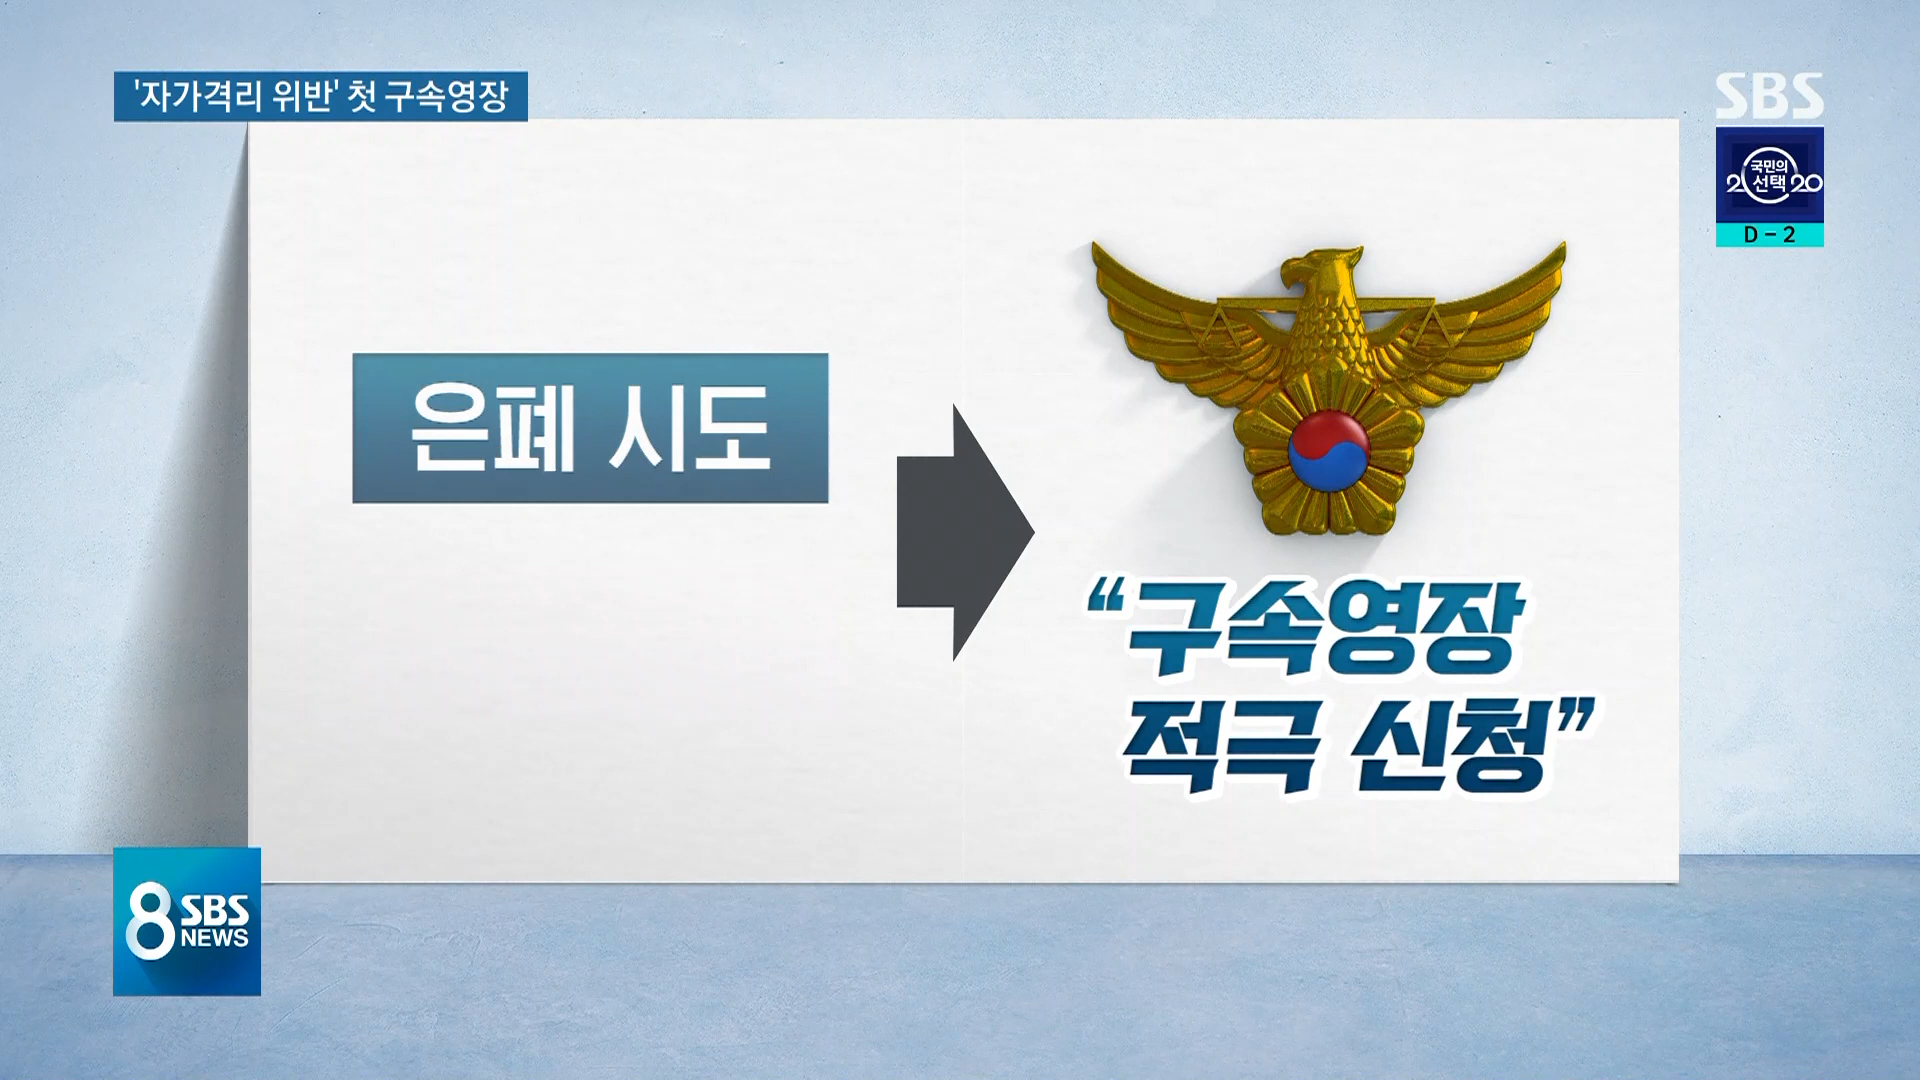 '자가격리 위반' 첫 구속영장
SBS
국민의
2 선택 20
D-2
은폐 시도
“구속영장
적극 신청”
8 SBS
NEWS